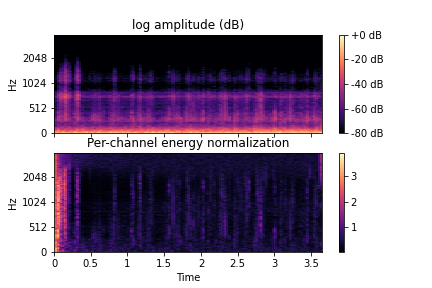 log amplitude (dB)
Hz
2048
1024
512
0
+0 dB
-20 dB
-40 dB
-60 dB
-80 dB
Per-channel energy normalization
Hz
2048
1024
512
0
3
2
1
0 0.5 1 1.5 2 2.5 3 3.5
Time